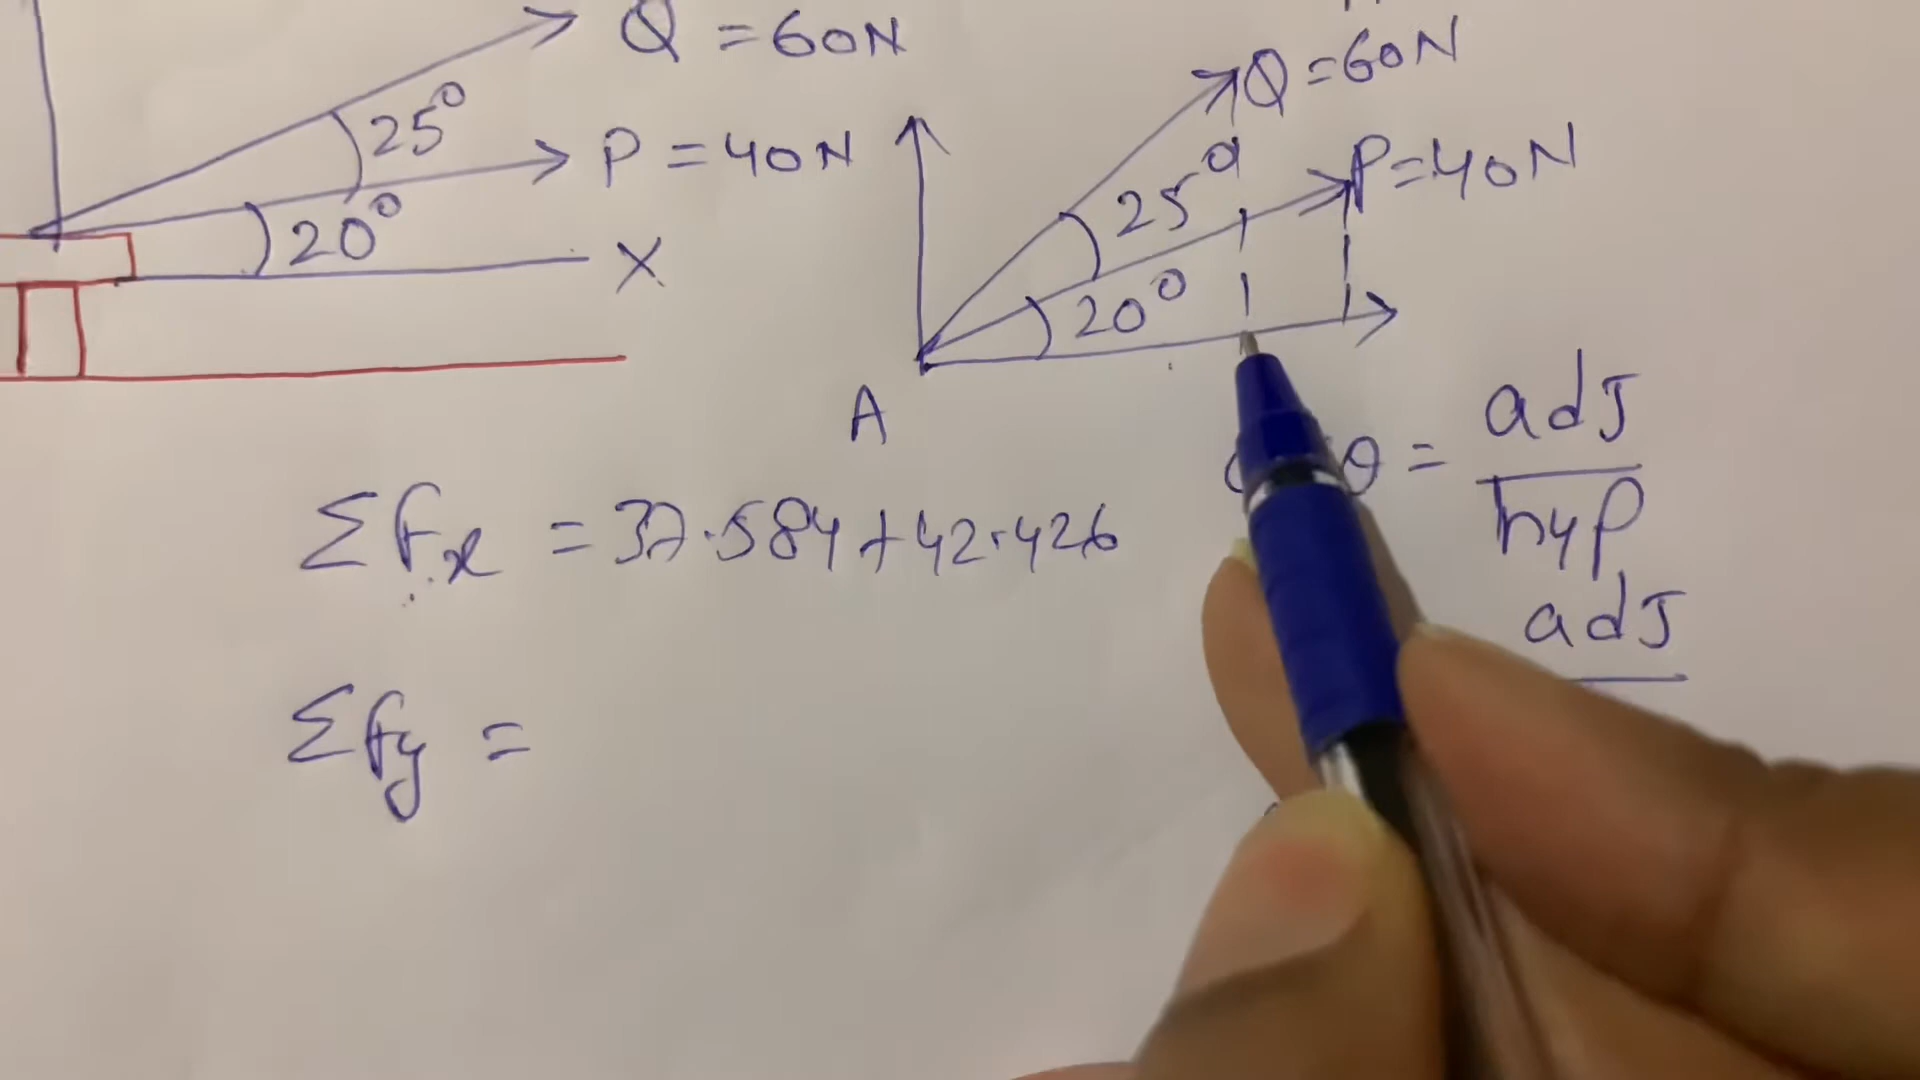 Q = 60N
25°
P = 40N
20°
X
Q = 60N
25°
P = 40N
20°
A
θ = adJ
hyp
adJ
Σfx = 37.584 + 42.426
Σfy =